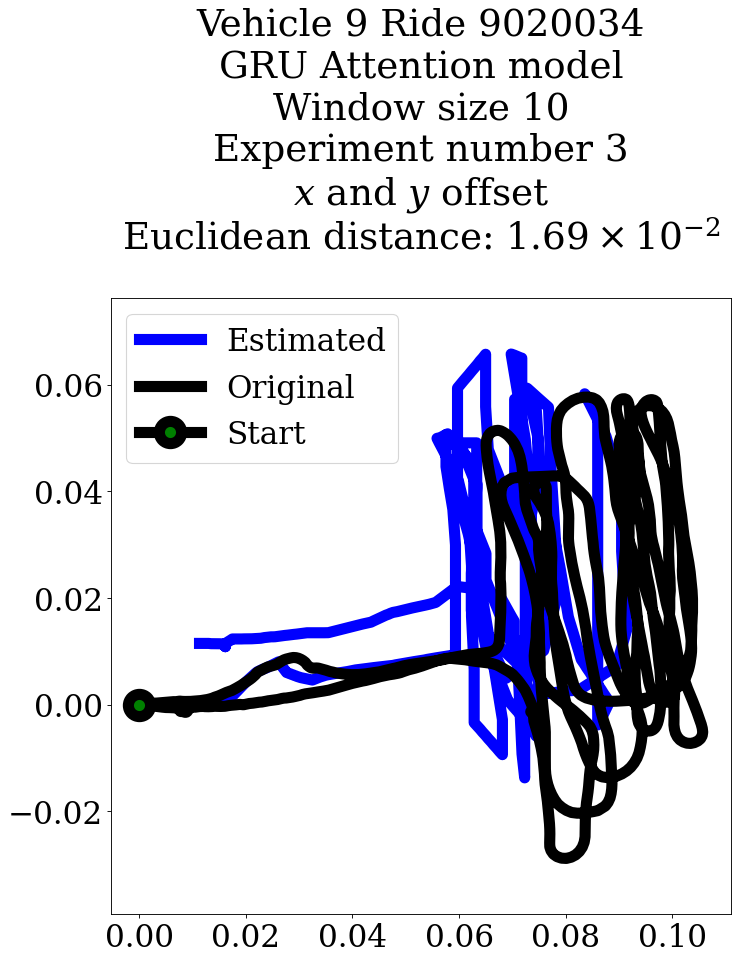 Vehicle 9 Ride 9020034
GRU Attention model
Window size 10
Experiment number 3
x and y offset
Euclidean distance: 1.69 × 10⁻²
Estimated
Original
Start
0.06
0.04
0.02
0.00
−0.02
0.00 0.02 0.04 0.06 0.08 0.10